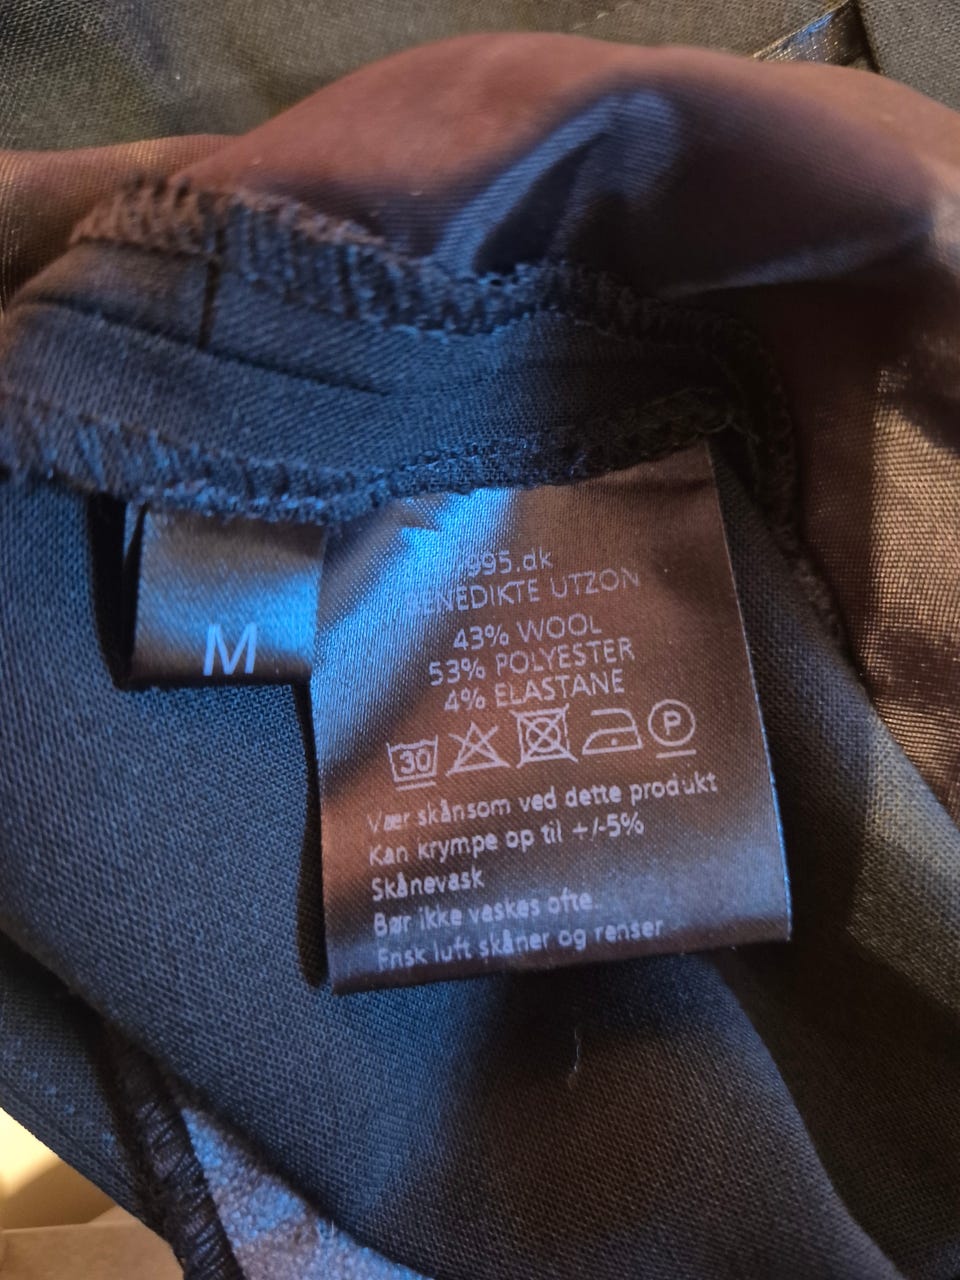 M
995.dk
BENEDIKTE UTZON
43% WOOL
53% POLYESTER
4% ELASTANE
30 P
Vær skånsom ved dette produkt
Kan krympe op til +/-5%
Skånevask
Bør ikke vaskes ofte.
Frisk luft skåner og renser